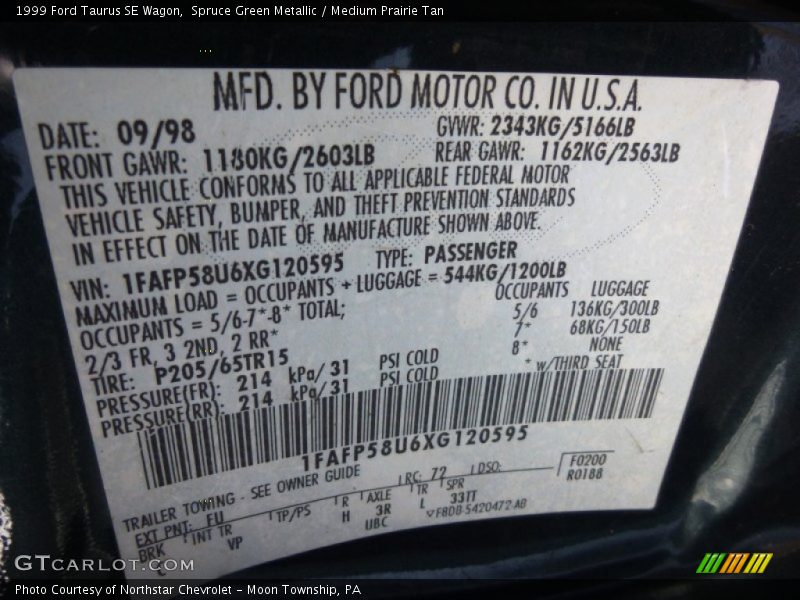 1999 Ford Taurus SE Wagon,  Spruce Green Metallic / Medium Prairie Tan
MFD. BY FORD MOTOR CO. IN U.S.A.
DATE: 09/98 GVWR: 2343KG/5166LB
FRONT GAWR: 1180KG/2603LB REAR GAWR: 1162KG/2563LB
THIS VEHICLE CONFORMS TO ALL APPLICABLE FEDERAL MOTOR
VEHICLE SAFETY, BUMPER, AND THEFT PREVENTION STANDARDS
IN EFFECT ON THE DATE OF MANUFACTURE SHOWN ABOVE.
VIN: 1FAFP58U6XG120595 TYPE: PASSENGER
MAXIMUM LOAD = OCCUPANTS + LUGGAGE = 544KG/1200LB
OCCUPANTS = 5/6-7*-8* TOTAL; OCCUPANTS LUGGAGE
2/3 FR, 3 2ND, 2 RR* 5/6 136KG/300LB
7* 68KG/150LB
8* NONE
* w/THIRD SEAT
TIRE: P205/65TR15
PRESSURE(FR): 214 kPa/ 31 PSI COLD
PRESSURE(RR): 214 kPa/ 31 PSI COLD
1FAFP58U6XG120595
TRAILER TOWING - SEE OWNER GUIDE
EXT PNT: FU RC: 72 DSO: F0200
R0188
BRK INT TR TP/PS R AXLE TR SPR
C VP H 3R L 33TT
UBC F8DB-5420472-AB
GTCARLOT.COM
Photo Courtesy of Northstar Chevrolet - Moon Township, PA